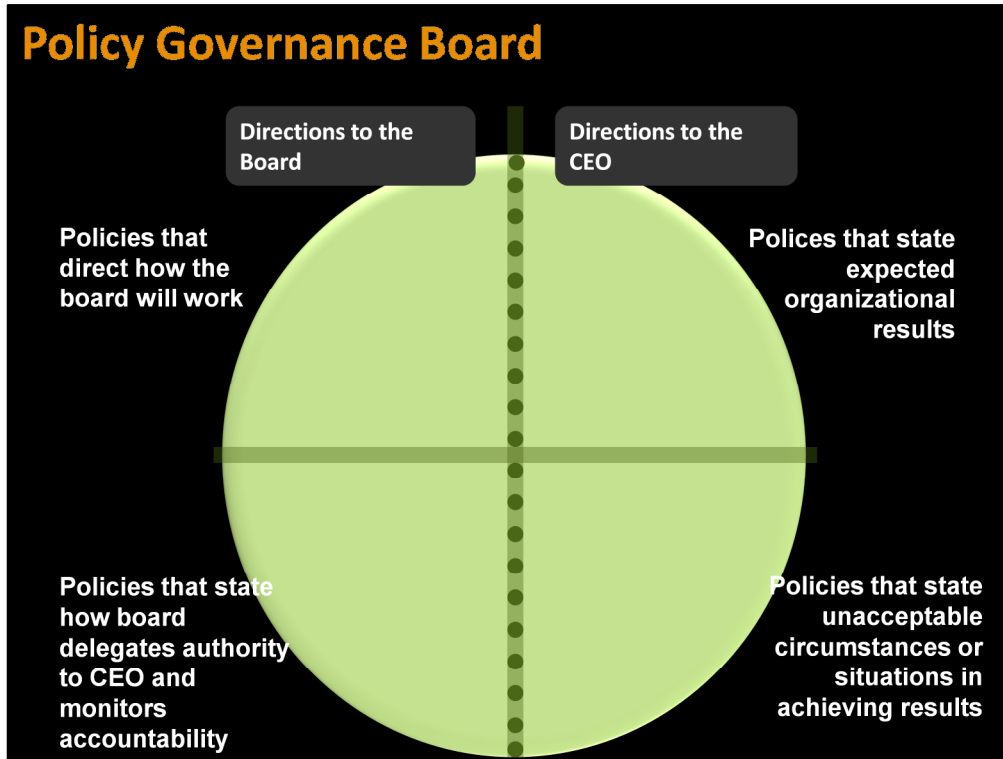 Policy Governance Board
Directions to the
Board
Directions to the
CEO
Policies that
direct how the
board will work
Polices that state
expected
organizational
results
Policies that state
how board
delegates authority
to CEO and
monitors
accountability
Policies that state
unacceptable
circumstances or
situations in
achieving results